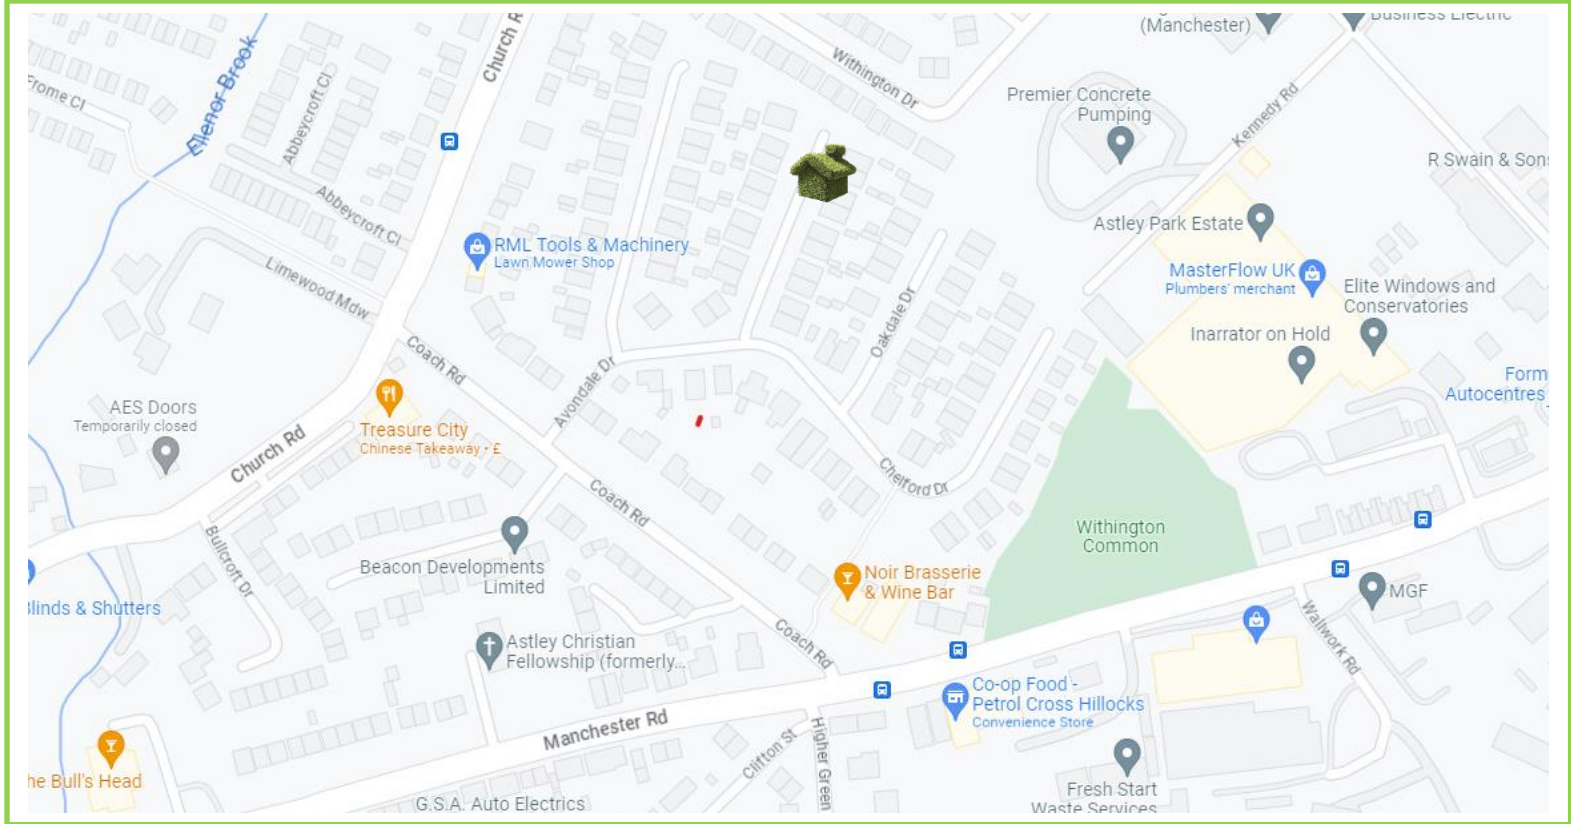 (Manchester)
Business Electric
Church R
Withington Dr
Ellenor Brook
Frome Cl
Abbeycroft Cl
Premier Concrete
Pumping
Kennedy Rd
R Swain & Sons
Abbeycroft Cl
Astley Park Estate
RML Tools & Machinery
Lawn Mower Shop
Limewood Mdw
MasterFlow UK
Plumbers' merchant
Elite Windows and
Conservatories
Oakdale Dr
Inarrator on Hold
Coach Rd
Avondale Dr
Form
Autocentres
AES Doors
Temporarily closed
Treasure City
Chinese Takeaway · £
Church Rd
Chelford Dr
Coach Rd
Withington
Common
Bullcroft Dr
Beacon Developments
Limited
Noir Brasserie
& Wine Bar
MGF
Blinds & Shutters
Wallwork Rd
Astley Christian
Fellowship (formerly...
Coach Rd
Co-op Food -
Petrol Cross Hillocks
Convenience Store
Manchester Rd
Clifton St
Higher Green
he Bull's Head
G.S.A. Auto Electrics
Fresh Start
Waste Services